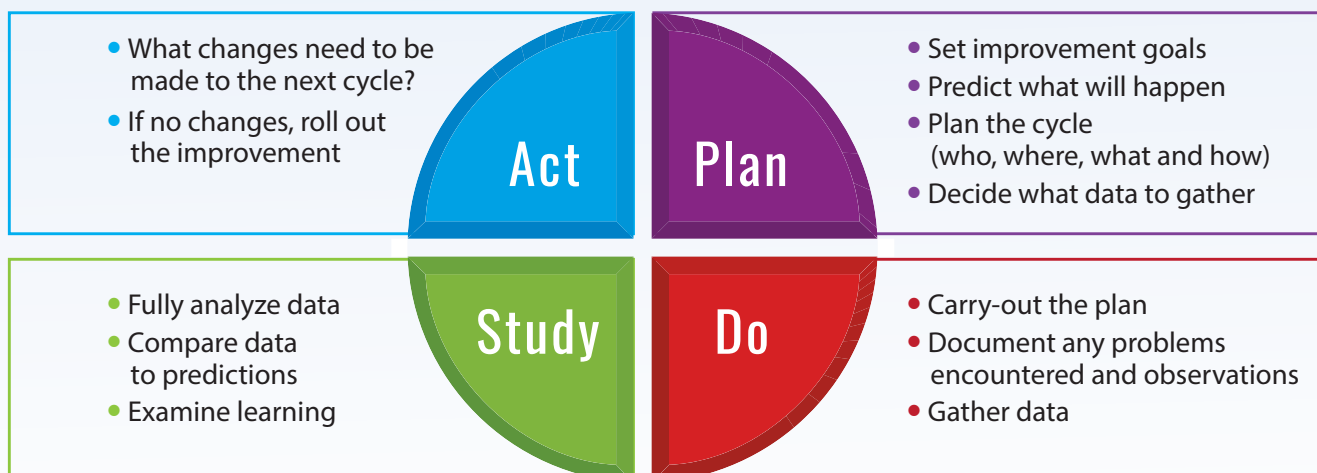 • What changes need to be
made to the next cycle?
• If no changes, roll out
the improvement
Act
Plan
• Set improvement goals
• Predict what will happen
• Plan the cycle
(who, where, what and how)
• Decide what data to gather
• Fully analyze data
• Compare data
to predictions
• Examine learning
Study
Do
• Carry-out the plan
• Document any problems
encountered and observations
• Gather data